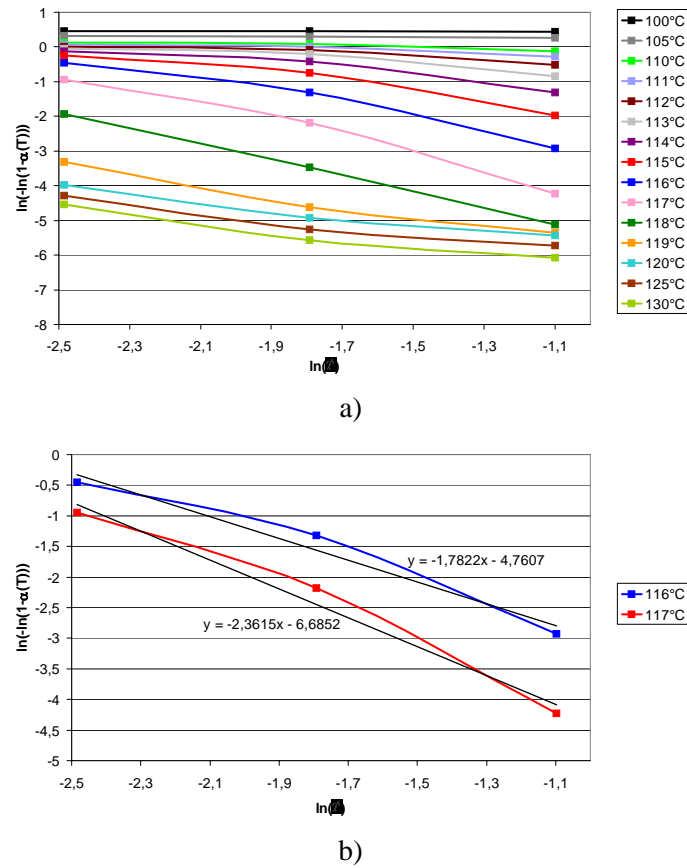 ln(-ln(1-α(T)))
0
-1
-2
-3
-4
-5
-6
-7
-8
-2,5 -2,3 -2,1 -1,9 -1,7 -1,5 -1,3 -1,1
ln(
100°C
105°C
110°C
111°C
112°C
113°C
114°C
115°C
116°C
117°C
118°C
119°C
120°C
125°C
130°C
a)
ln(-ln(1-α(T)))
0
-0,5
-1
-1,5
-2
-2,5
-3
-3,5
-4
-4,5
-5
y = -1,7822x - 4,7607
y = -2,3615x - 6,6852
-2,5 -2,3 -2,1 -1,9 -1,7 -1,5 -1,3 -1,1
ln(
116°C
117°C
b)